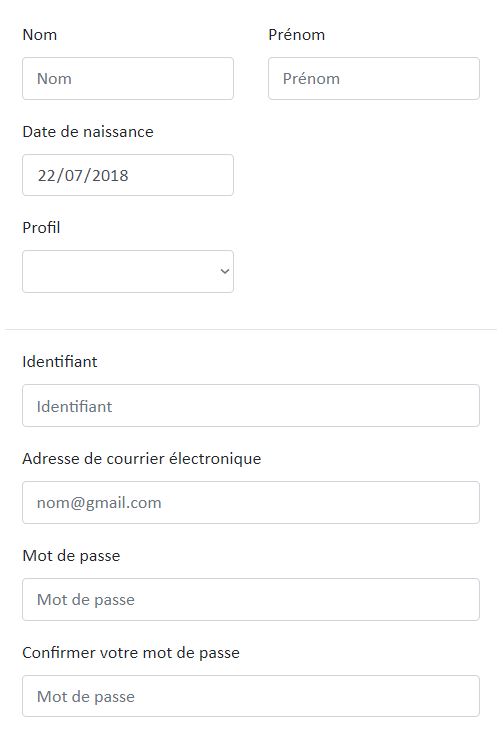 Nom Prénom
Nom Prénom
Date de naissance
22/07/2018
Profil
Identifiant
Identifiant
Adresse de courrier électronique
nom@gmail.com
Mot de passe
Mot de passe
Confirmer votre mot de passe
Mot de passe